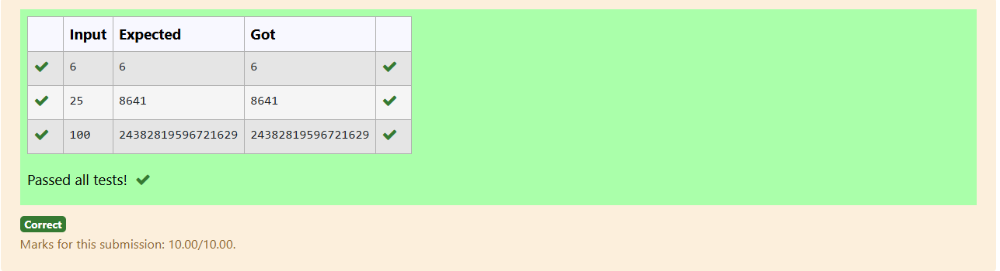 Input Expected Got
6 6 6
25 8641 8641
100 24382819596721629 24382819596721629
Passed all tests!
Correct
Marks for this submission: 10.00/10.00.